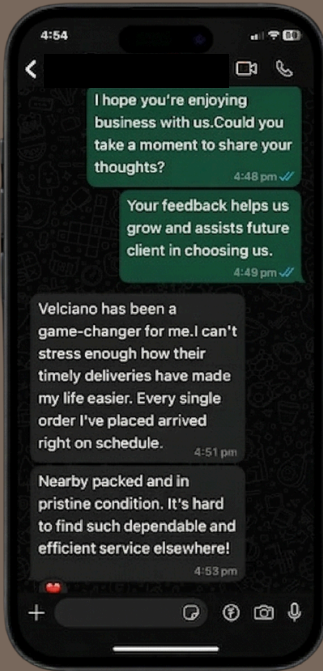 4:54
80
I hope you're enjoying
business with us.Could you
take a moment to share your
thoughts?
4:48 pm
Your feedback helps us
grow and assists future
client in choosing us.
4:49 pm
Velciano has been a
game-changer for me.I can't
stress enough how their
timely deliveries have made
my life easier. Every single
order I've placed arrived
right on schedule.
4:51 pm
Nearby packed and in
pristine condition. It's hard
to find such dependable and
efficient service elsewhere!
4:53 pm